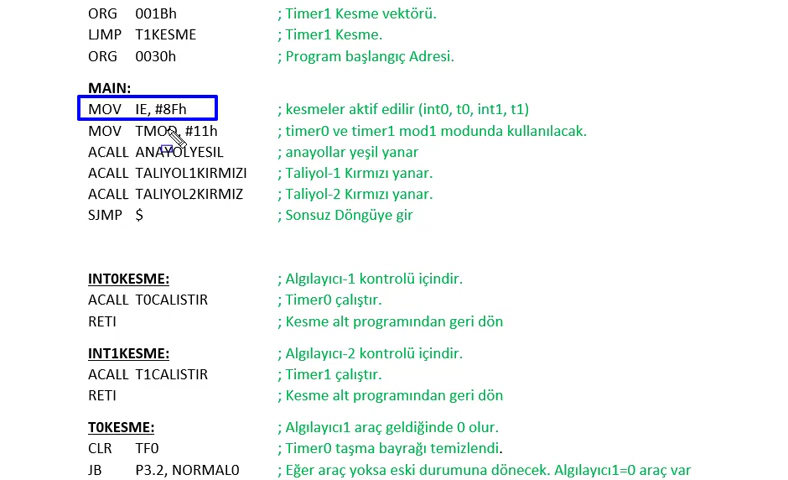 ORG 001Bh ; Timer1 Kesme vektörü.
LJMP T1KESME ; Timer1 Kesme.
ORG 0030h ; Program başlangıç Adresi.
MAIN:
MOV IE, #8Fh ; kesmeler aktif edilir (int0, t0, int1, t1)
MOV TMOD, #11h ; timer0 ve timer1 mod1 modunda kullanılacak.
ACALL ANAYOLYESIL ; anayollar yeşil yanar
ACALL TALIYOL1KIRMIZI ; Taliyol-1 Kırmızı yanar.
ACALL TALIYOL2KIRMIZ ; Taliyol-2 Kırmızı yanar.
SJMP $ ; Sonsuz Döngüye gir
INT0KESME: ; Algılayıcı-1 kontrolü içindir.
ACALL T0CALISTIR ; Timer0 çalıştır.
RETI ; Kesme alt programından geri dön
INT1KESME: ; Algılayıcı-2 kontrolü içindir.
ACALL T1CALISTIR ; Timer1 çalıştır.
RETI ; Kesme alt programından geri dön
T0KESME: ; Algılayıcı1 araç geldiğinde 0 olur.
CLR TF0 ; Timer0 taşma bayrağı temizlendi.
JB P3.2, NORMAL0 ; Eğer araç yoksa eski durumuna dönecek. Algılayıcı1=0 araç var